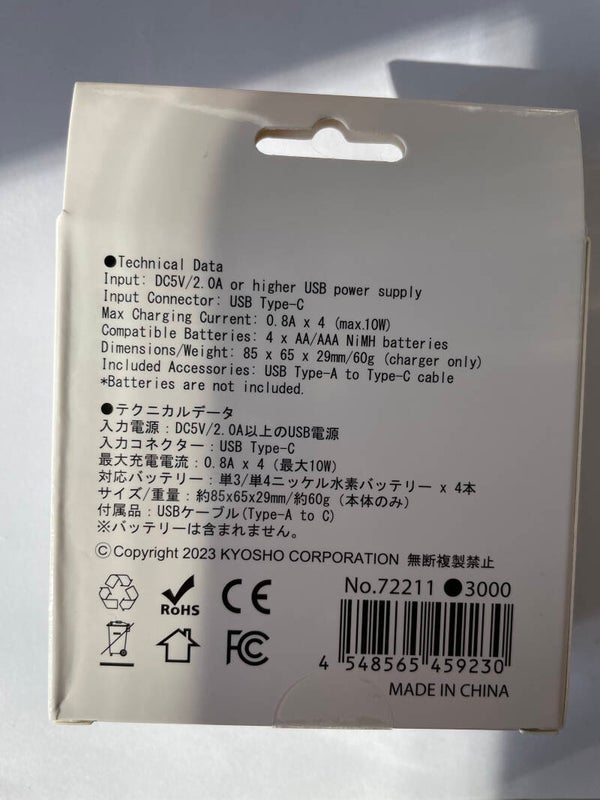 ●Technical Data
Input: DC5V/2.0A or higher USB power supply
Input Connector: USB Type-C
Max Charging Current: 0.8A x 4 (max.10W)
Compatible Batteries: 4 x AA/AAA NiMH batteries
Dimensions/Weight: 85 x 65 x 29mm/60g (charger only)
Included Accessories: USB Type-A to Type-C cable
*Batteries are not included.
●テクニカルデータ
入力電源：DC5V/2.0A以上のUSB電源
入力コネクター：USB Type-C
最大充電電流：0.8A x 4 (最大10W)
対応バッテリー：単3/単4ニッケル水素バッテリー x 4本
サイズ/重量：約85x65x29mm/約60g (本体のみ)
付属品：USBケーブル(Type-A to C)
※バッテリーは含まれません。
©Copyright 2023 KYOSHO CORPORATION 無断複製禁止
No.72211 ●3000
RoHS CE
FC
4 548565 459230
MADE IN CHINA